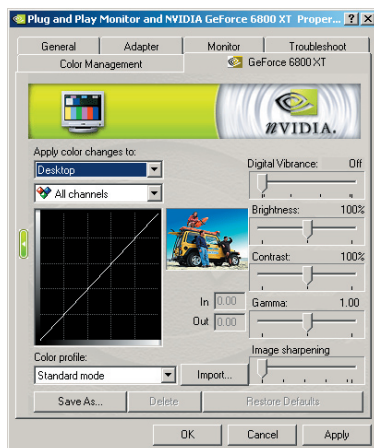 Plug and Play Monitor and NVIDIA GeForce 6800 XT Proper...
General Adapter Monitor Troubleshoot
Color Management GeForce 6800 XT
NVIDIA.
Apply color changes to:
Desktop
All channels
Digital Vibrance: Off
Brightness: 100%
Contrast: 100%
In 0.00
Out 0.00
Gamma: 1.00
Color profile:
Standard mode
Import...
Image sharpening
Save As... Delete Restore Defaults
OK Cancel Apply